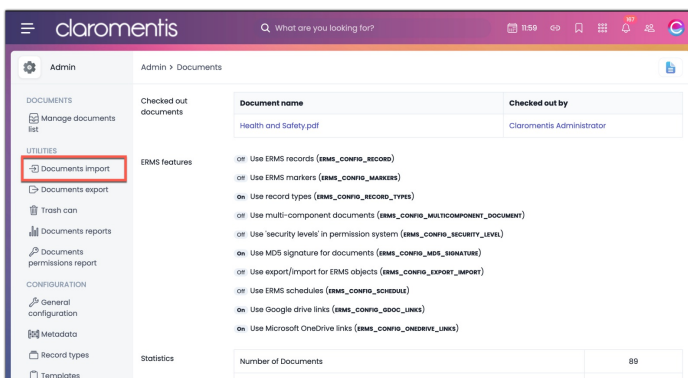 claromentis
What are you looking for?
11:59
187
Admin
Admin > Documents
DOCUMENTS
Manage documents
list
UTILITIES
Documents import
Documents export
Trash can
Documents reports
Documents
permissions report
CONFIGURATION
General
configuration
Metadata
Record types
Templates
Checked out
documents
Document name
Checked out by
Health and Safety.pdf
Claromentis Administrator
ERMS features
Off Use ERMS records (ERMS_CONFIG_RECORD)
Off Use ERMS markers (ERMS_CONFIG_MARKERS)
On Use record types (ERMS_CONFIG_RECORD_TYPES)
Off Use multi-component documents (ERMS_CONFIG_MULTICOMPONENT_DOCUMENT)
Off Use 'security levels' in permission system (ERMS_CONFIG_SECURITY_LEVEL)
On Use MD5 signature for documents (ERMS_CONFIG_MD5_SIGNATURE)
Off Use export/import for ERMS objects (ERMS_CONFIG_EXPORT_IMPORT)
Off Use ERMS schedules (ERMS_CONFIG_SCHEDULE)
On Use Google drive links (ERMS_CONFIG_GDOC_LINKS)
On Use Microsoft OneDrive links (ERMS_CONFIG_ONEDRIVE_LINKS)
Statistics
Number of Documents
89